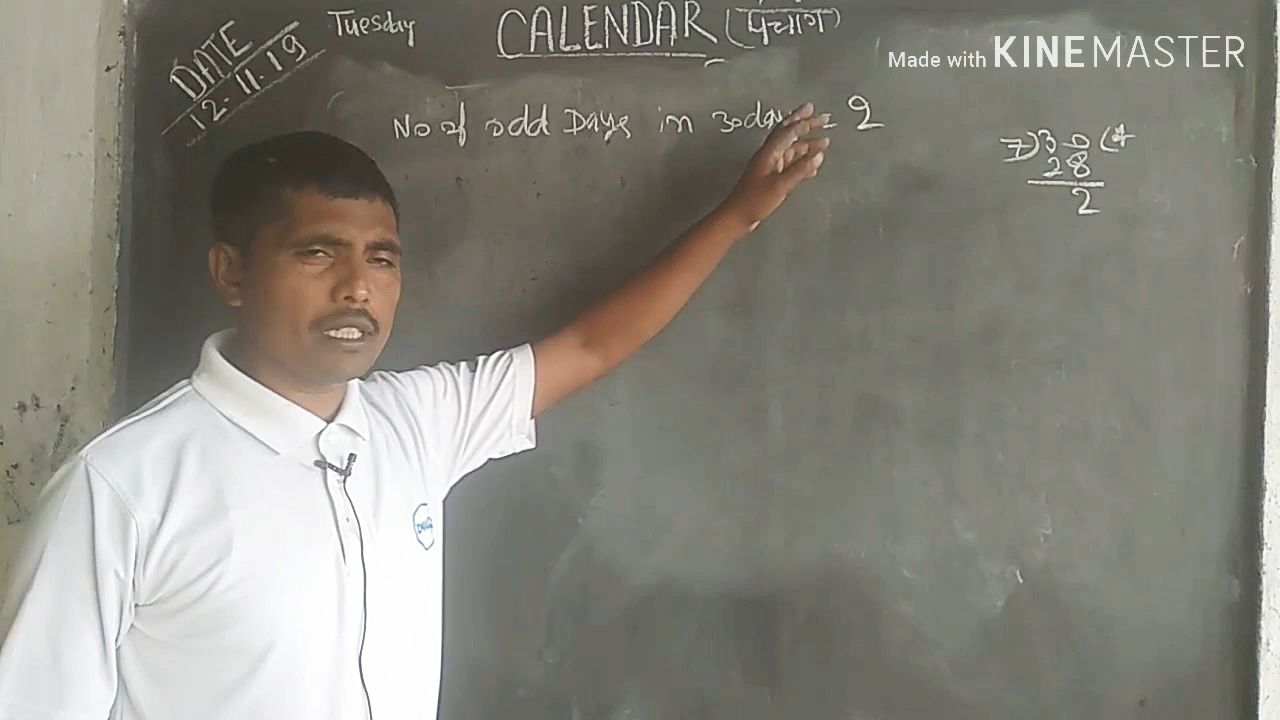 DATE
12.11.19
Tuesday
CALENDAR (पंचांग)
Made with KINEMASTER
No of odd Days in 30days = 2
7)30(4
28
2